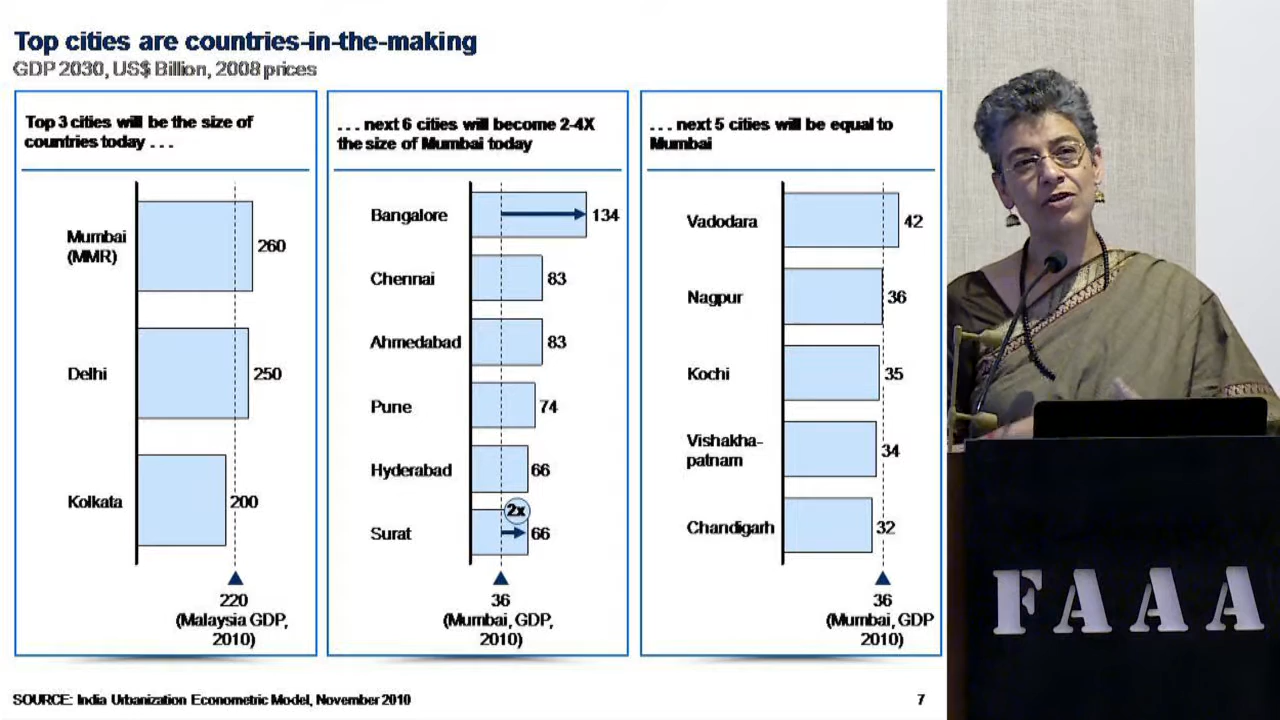 Top cities are countries-in-the-making
GDP 2030, US$ Billion, 2008 prices
Top 3 cities will be the size of
countries today . . .
Mumbai
(MMR)
260
Delhi
250
Kolkata
200
220
(Malaysia GDP,
2010)
. . . next 6 cities will become 2-4X
the size of Mumbai today
Bangalore
134
Chennai
83
Ahmedabad
83
Pune
74
Hyderabad
66
2x
Surat
66
36
(Mumbai, GDP,
2010)
. . . next 5 cities will be equal to
Mumbai
Vadodara
42
Nagpur
36
Kochi
35
Vishakha-
patnam
34
Chandigarh
32
36
(Mumbai, GDP
2010)
SOURCE: India Urbanization Econometric Model, November 2010
7
FAAA